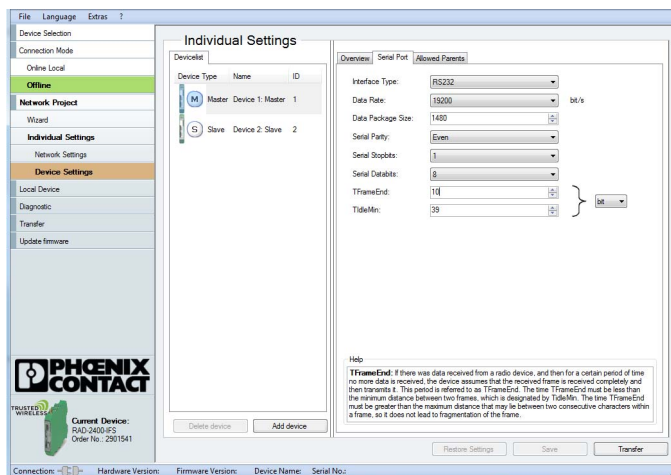 File Language Extras ?
Device Selection
Connection Mode
Online Local
Offline
Network Project
Wizard
Individual Settings
Network Settings
Device Settings
Local Device
Diagnostic
Transfer
Update firmware
PHOENIX
CONTACT
TRUSTED
WIRELESS
Current Device:
RAD-2400-IFS
Order No.: 2901541
Individual Settings
Devicelist
Device Type Name ID
M Master Device 1: Master 1
S Slave Device 2: Slave 2
Delete device Add device
Overview Serial Port Allowed Parents
Interface Type: RS232
Data Rate: 19200 bit/s
Data Package Size: 1480
Serial Parity: Even
Serial Stopbits: 1
Serial Databits: 8
TFrameEnd: 10
TIdleMin: 39
bit
Help
TFrameEnd: If there was data received from a radio device, and then for a certain period of time
no more data is received, the device assumes that the received frame is received completely and
then transmits it. This period is referred to as TFrameEnd. The time TFrameEnd must be less than
the minimum distance between two frames, which is designated by TidleMin. The time TFrameEnd
must be greater than the maximum distance that may lie between two consecutive characters within
a frame, so it does not lead to fragmentation of the frame.
Restore Settings Save Transfer
Connection: Hardware Version: Firmware Version: Device Name: Serial No.: